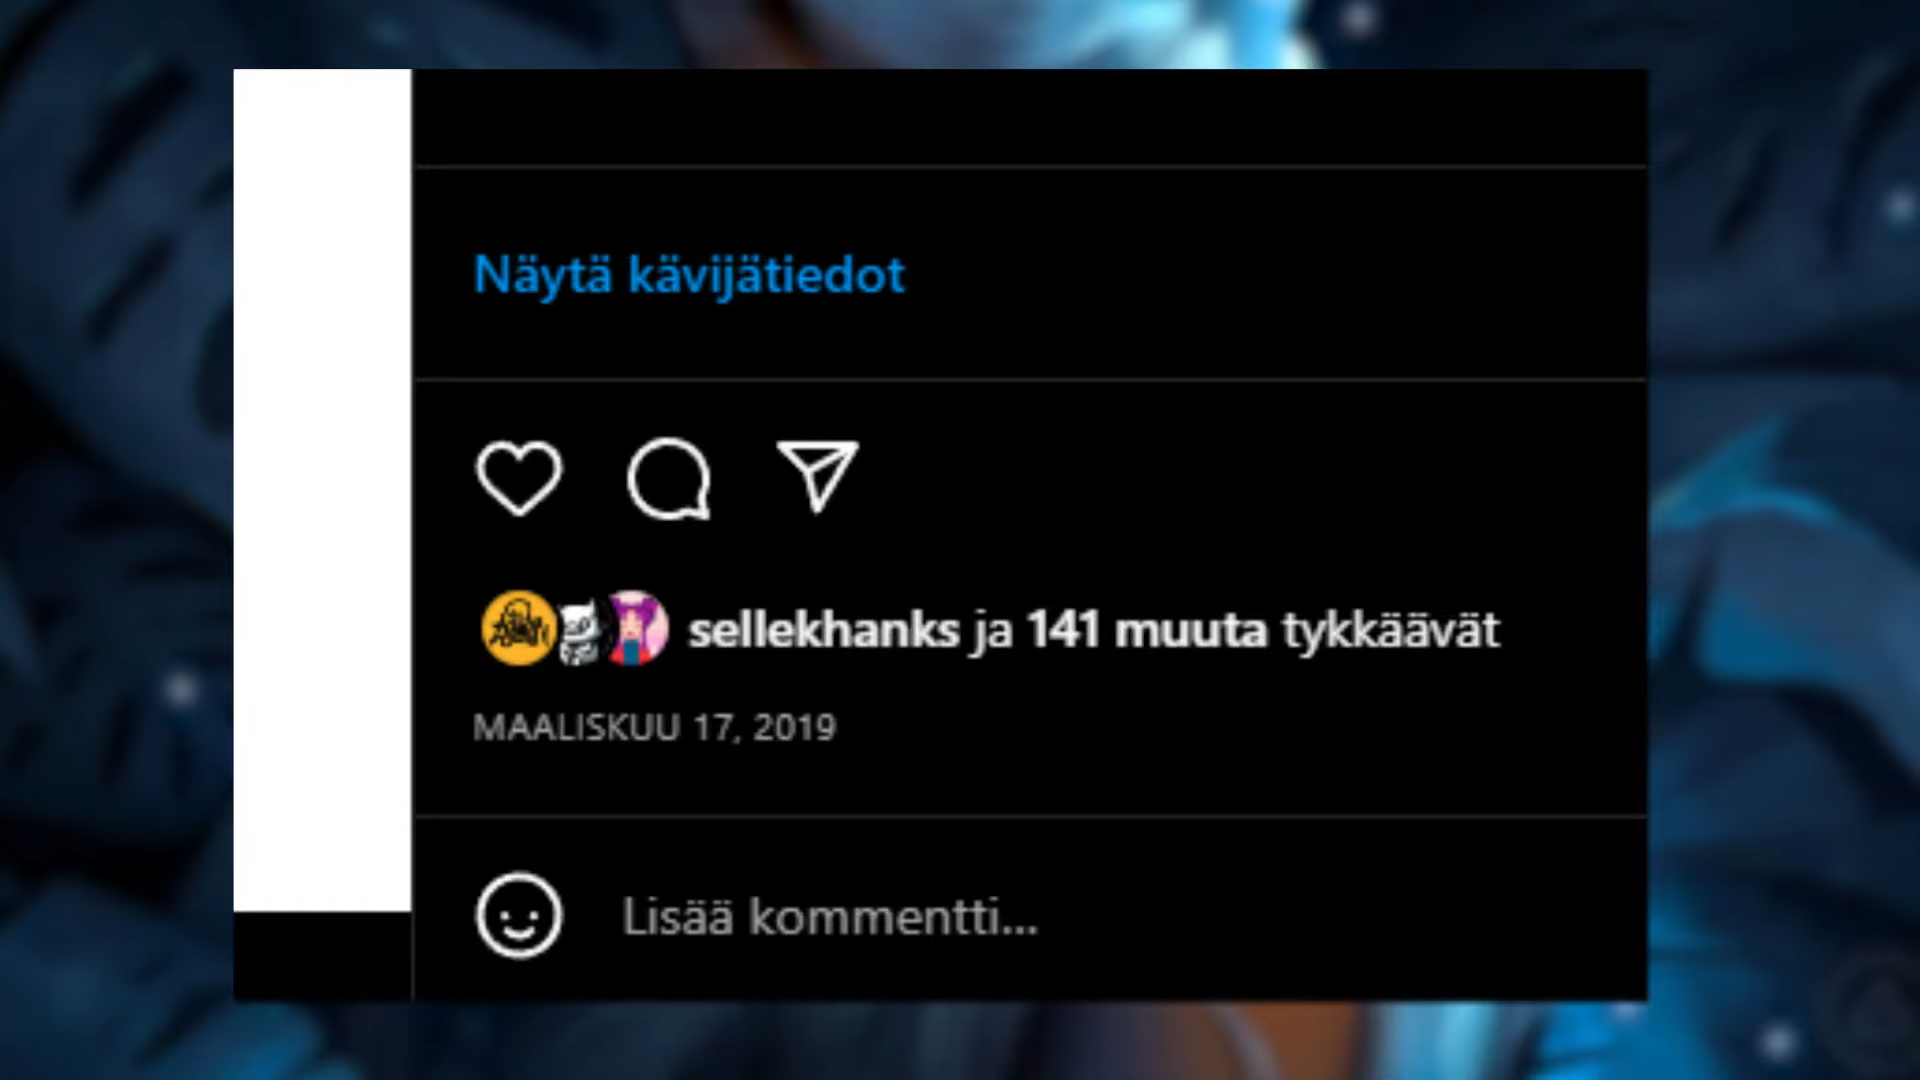 Näytä kävijätiedot
sellekhanks ja 141 muuta tykkäävät
MAALISKUU 17, 2019
Lisää kommentti...